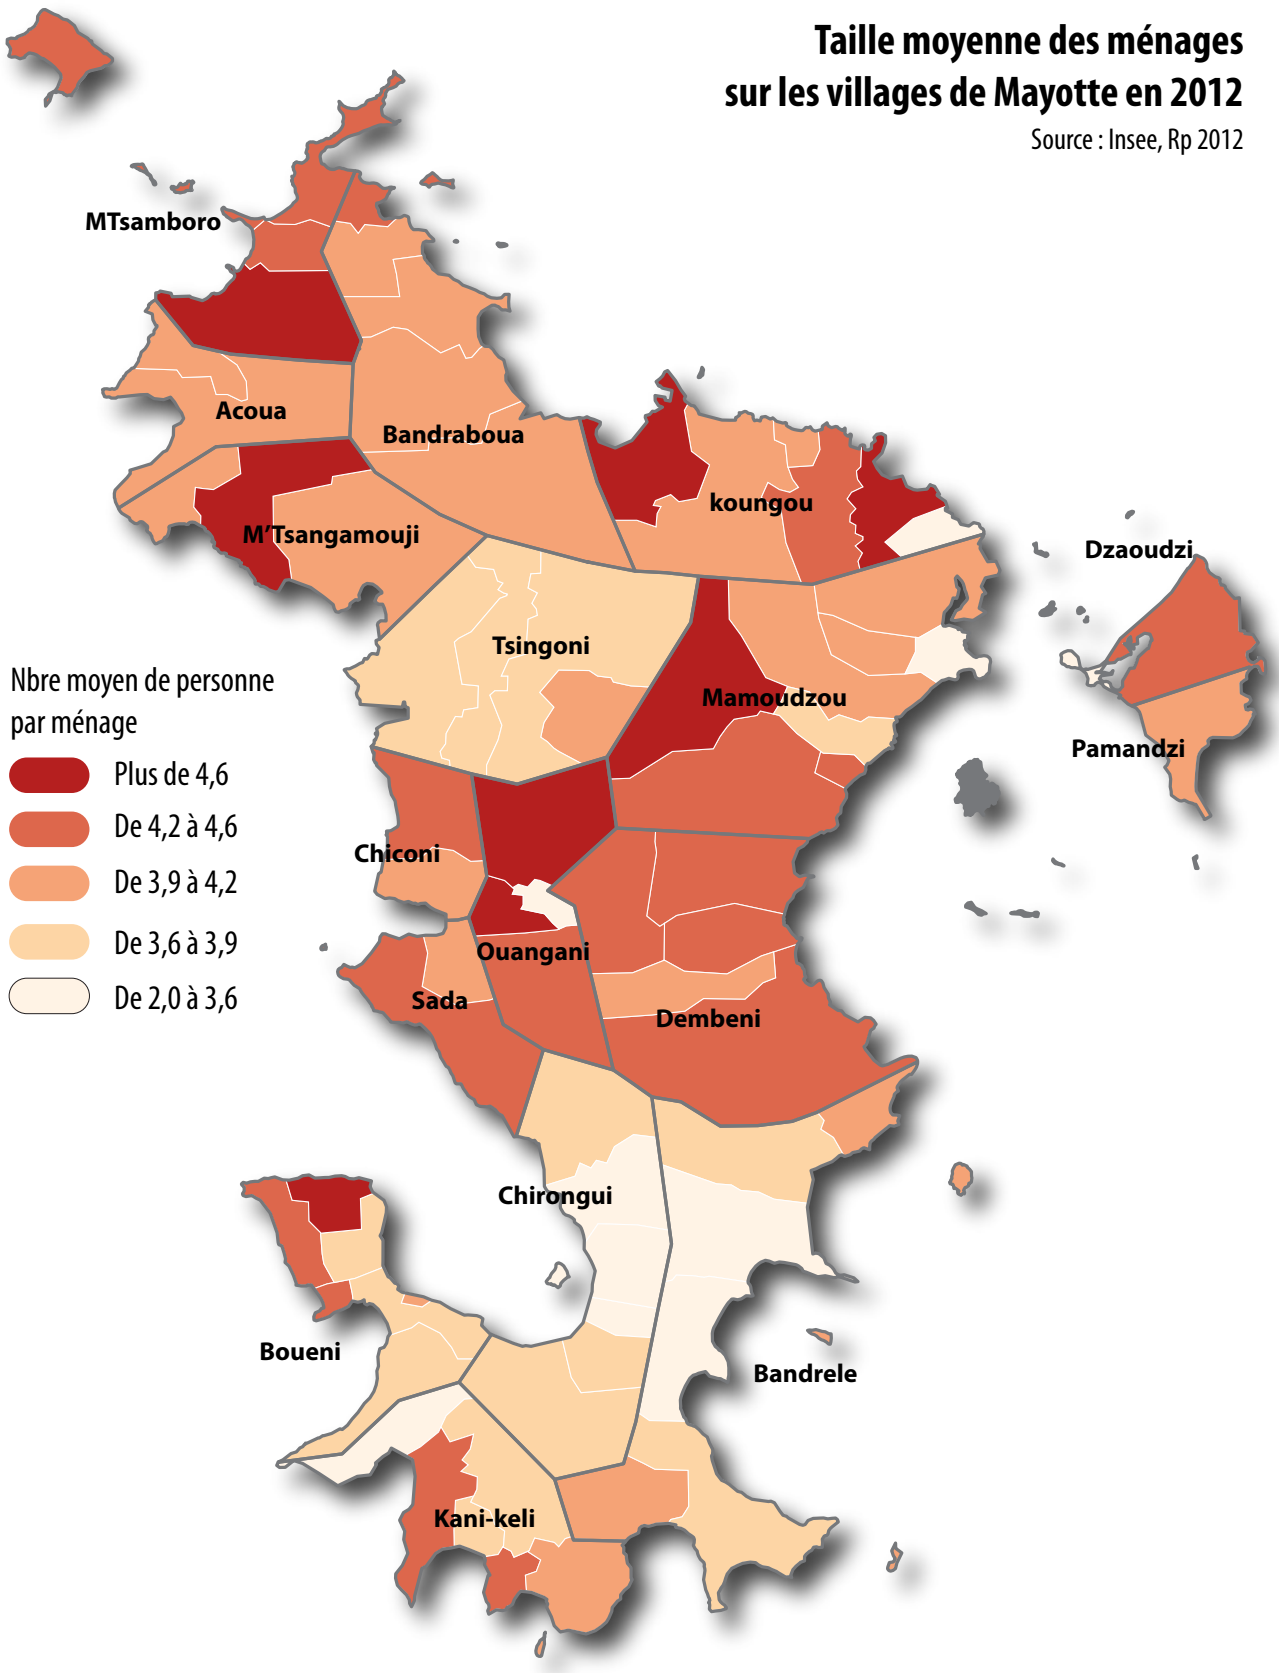 Taille moyenne des ménages
sur les villages de Mayotte en 2012
Source : Insee, Rp 2012
MTsamboro
Acoua
Bandraboua
koungou
M'Tsangamouji
Dzaoudzi
Tsingoni
Mamoudzou
Pamandzi
Nbre moyen de personne
par ménage
Plus de 4,6
De 4,2 à 4,6
De 3,9 à 4,2
De 3,6 à 3,9
De 2,0 à 3,6
Chiconi
Ouangani
Sada
Dembeni
Chirongui
Boueni
Bandrele
Kani-keli